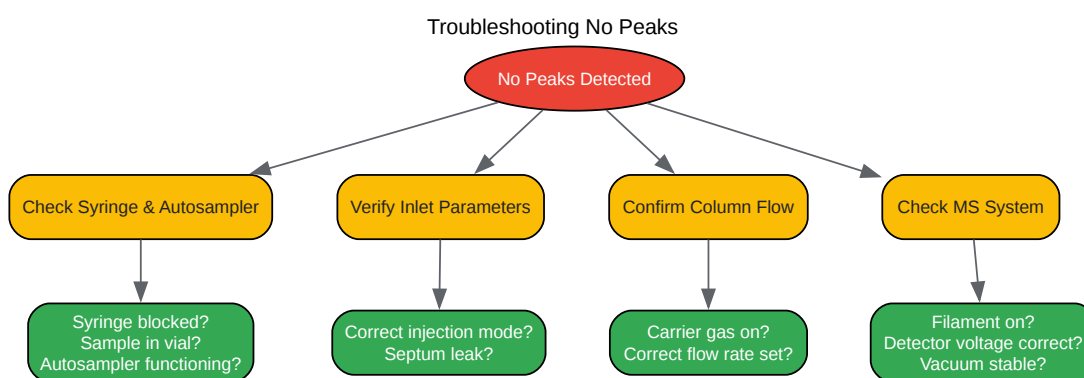 Troubleshooting No Peaks
No Peaks Detected
Check Syringe & Autosampler
Verify Inlet Parameters
Confirm Column Flow
Check MS System
Syringe blocked?
Sample in vial?
Autosampler functioning?
Correct injection mode?
Septum leak?
Carrier gas on?
Correct flow rate set?
Filament on?
Detector voltage correct?
Vacuum stable?